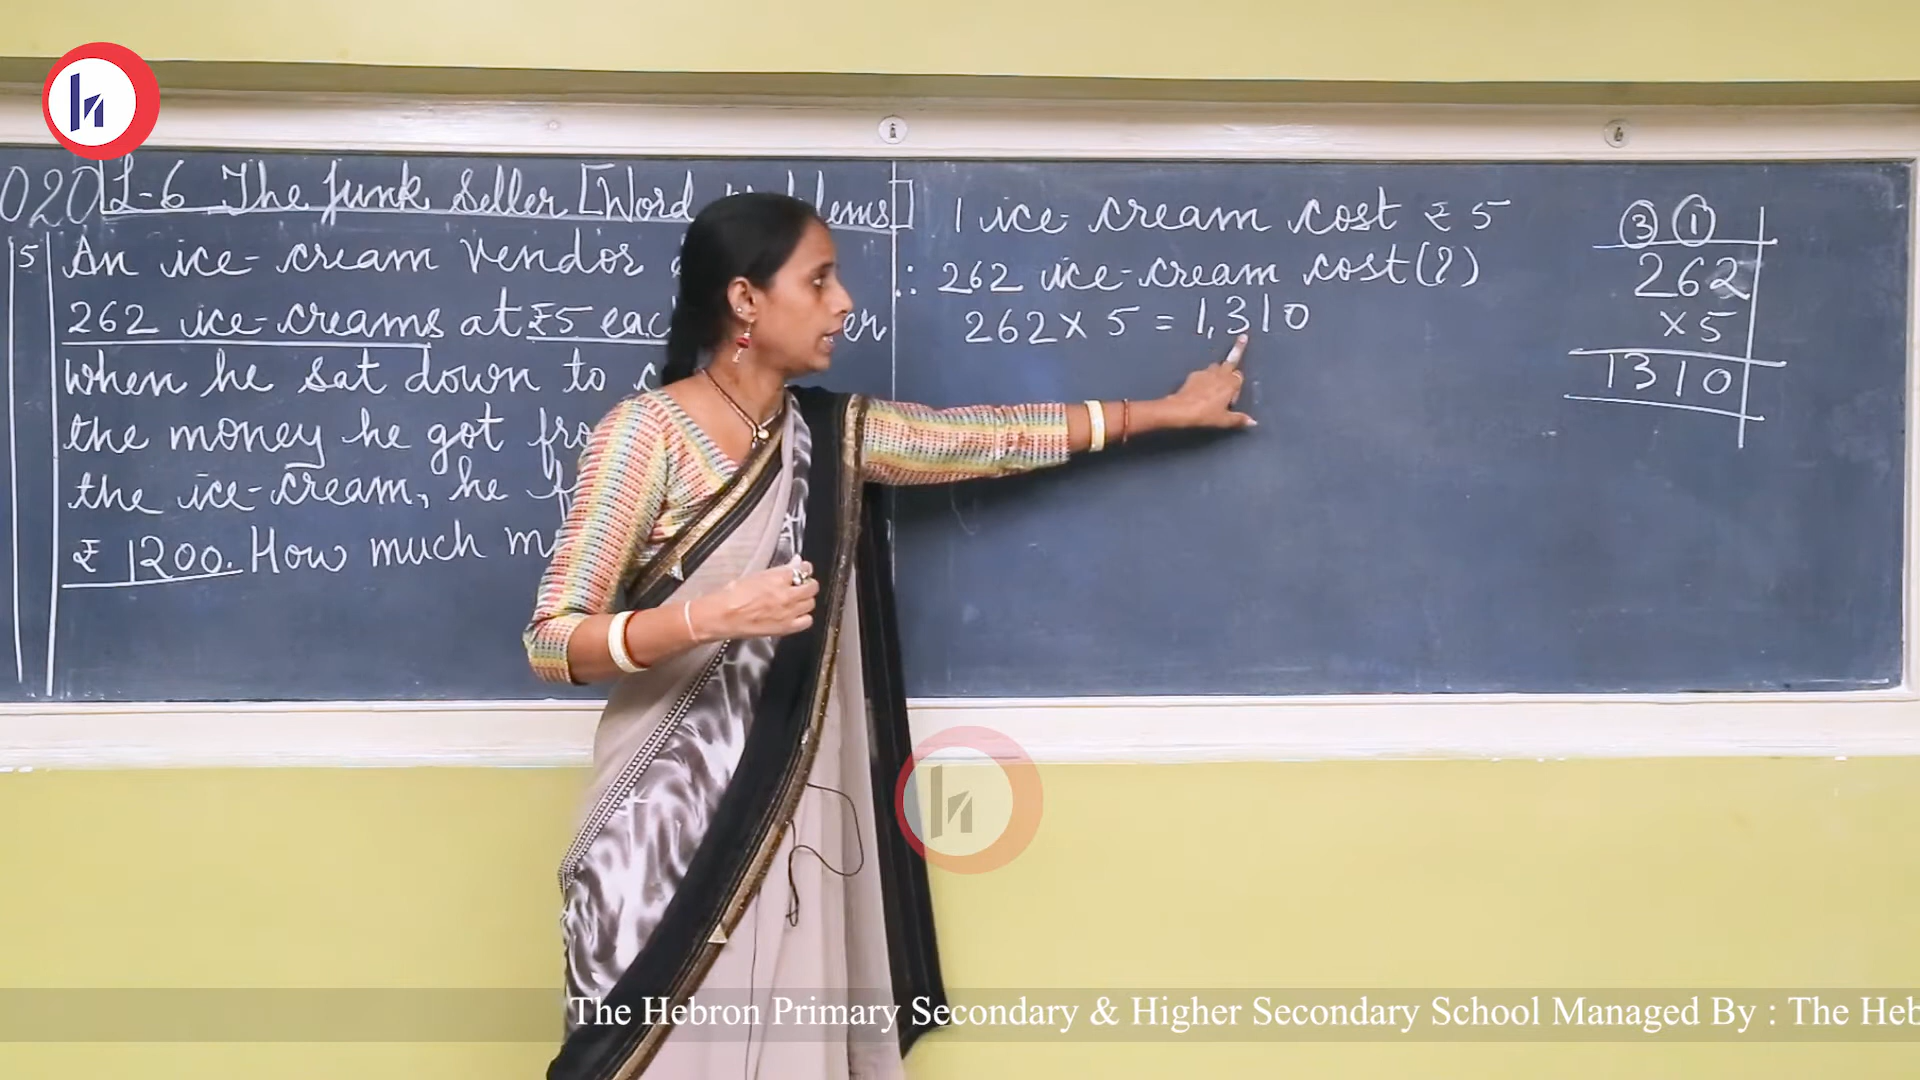 020 L-6 The Junk Seller [Word lems]
5 An ice-cream vendor
262 ice-creams at ₹5 eac er
When he sat down to
the money he got fro
the ice-cream, he f
₹ 1200. How much m
1 ice-cream cost ₹ 5
∴ 262 ice-cream cost (?)
262 × 5 = 1,310
3 1
262
×5
1310
The Hebron Primary Secondary & Higher Secondary School Managed By : The Heb